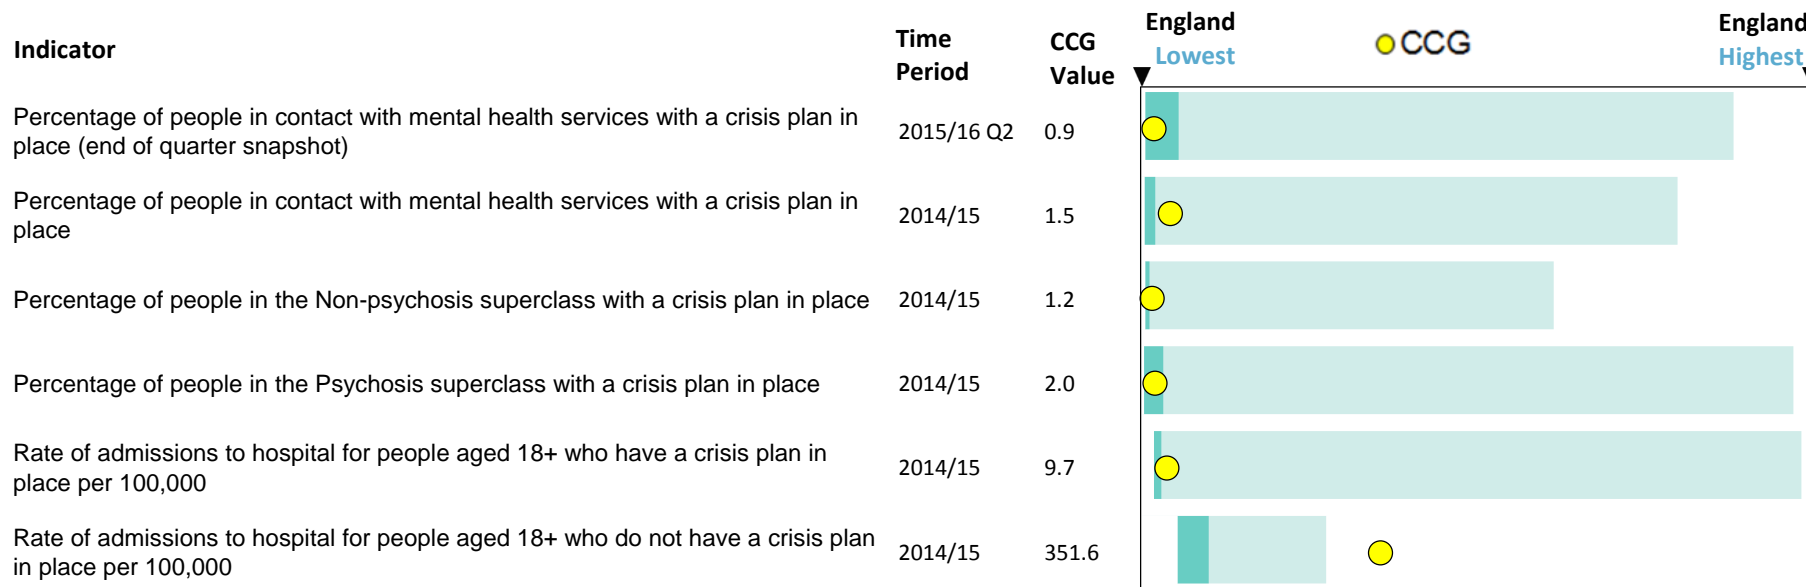 Indicator
Time
Period
CCG
Value
England
Lowest
CCG
England
Highest
Percentage of people in contact with mental health services with a crisis plan in
place (end of quarter snapshot)
2015/16 Q2
0.9
Percentage of people in contact with mental health services with a crisis plan in
place
2014/15
1.5
Percentage of people in the Non-psychosis superclass with a crisis plan in place
2014/15
1.2
Percentage of people in the Psychosis superclass with a crisis plan in place
2014/15
2.0
Rate of admissions to hospital for people aged 18+ who have a crisis plan in
place per 100,000
2014/15
9.7
Rate of admissions to hospital for people aged 18+ who do not have a crisis plan
in place per 100,000
2014/15
351.6